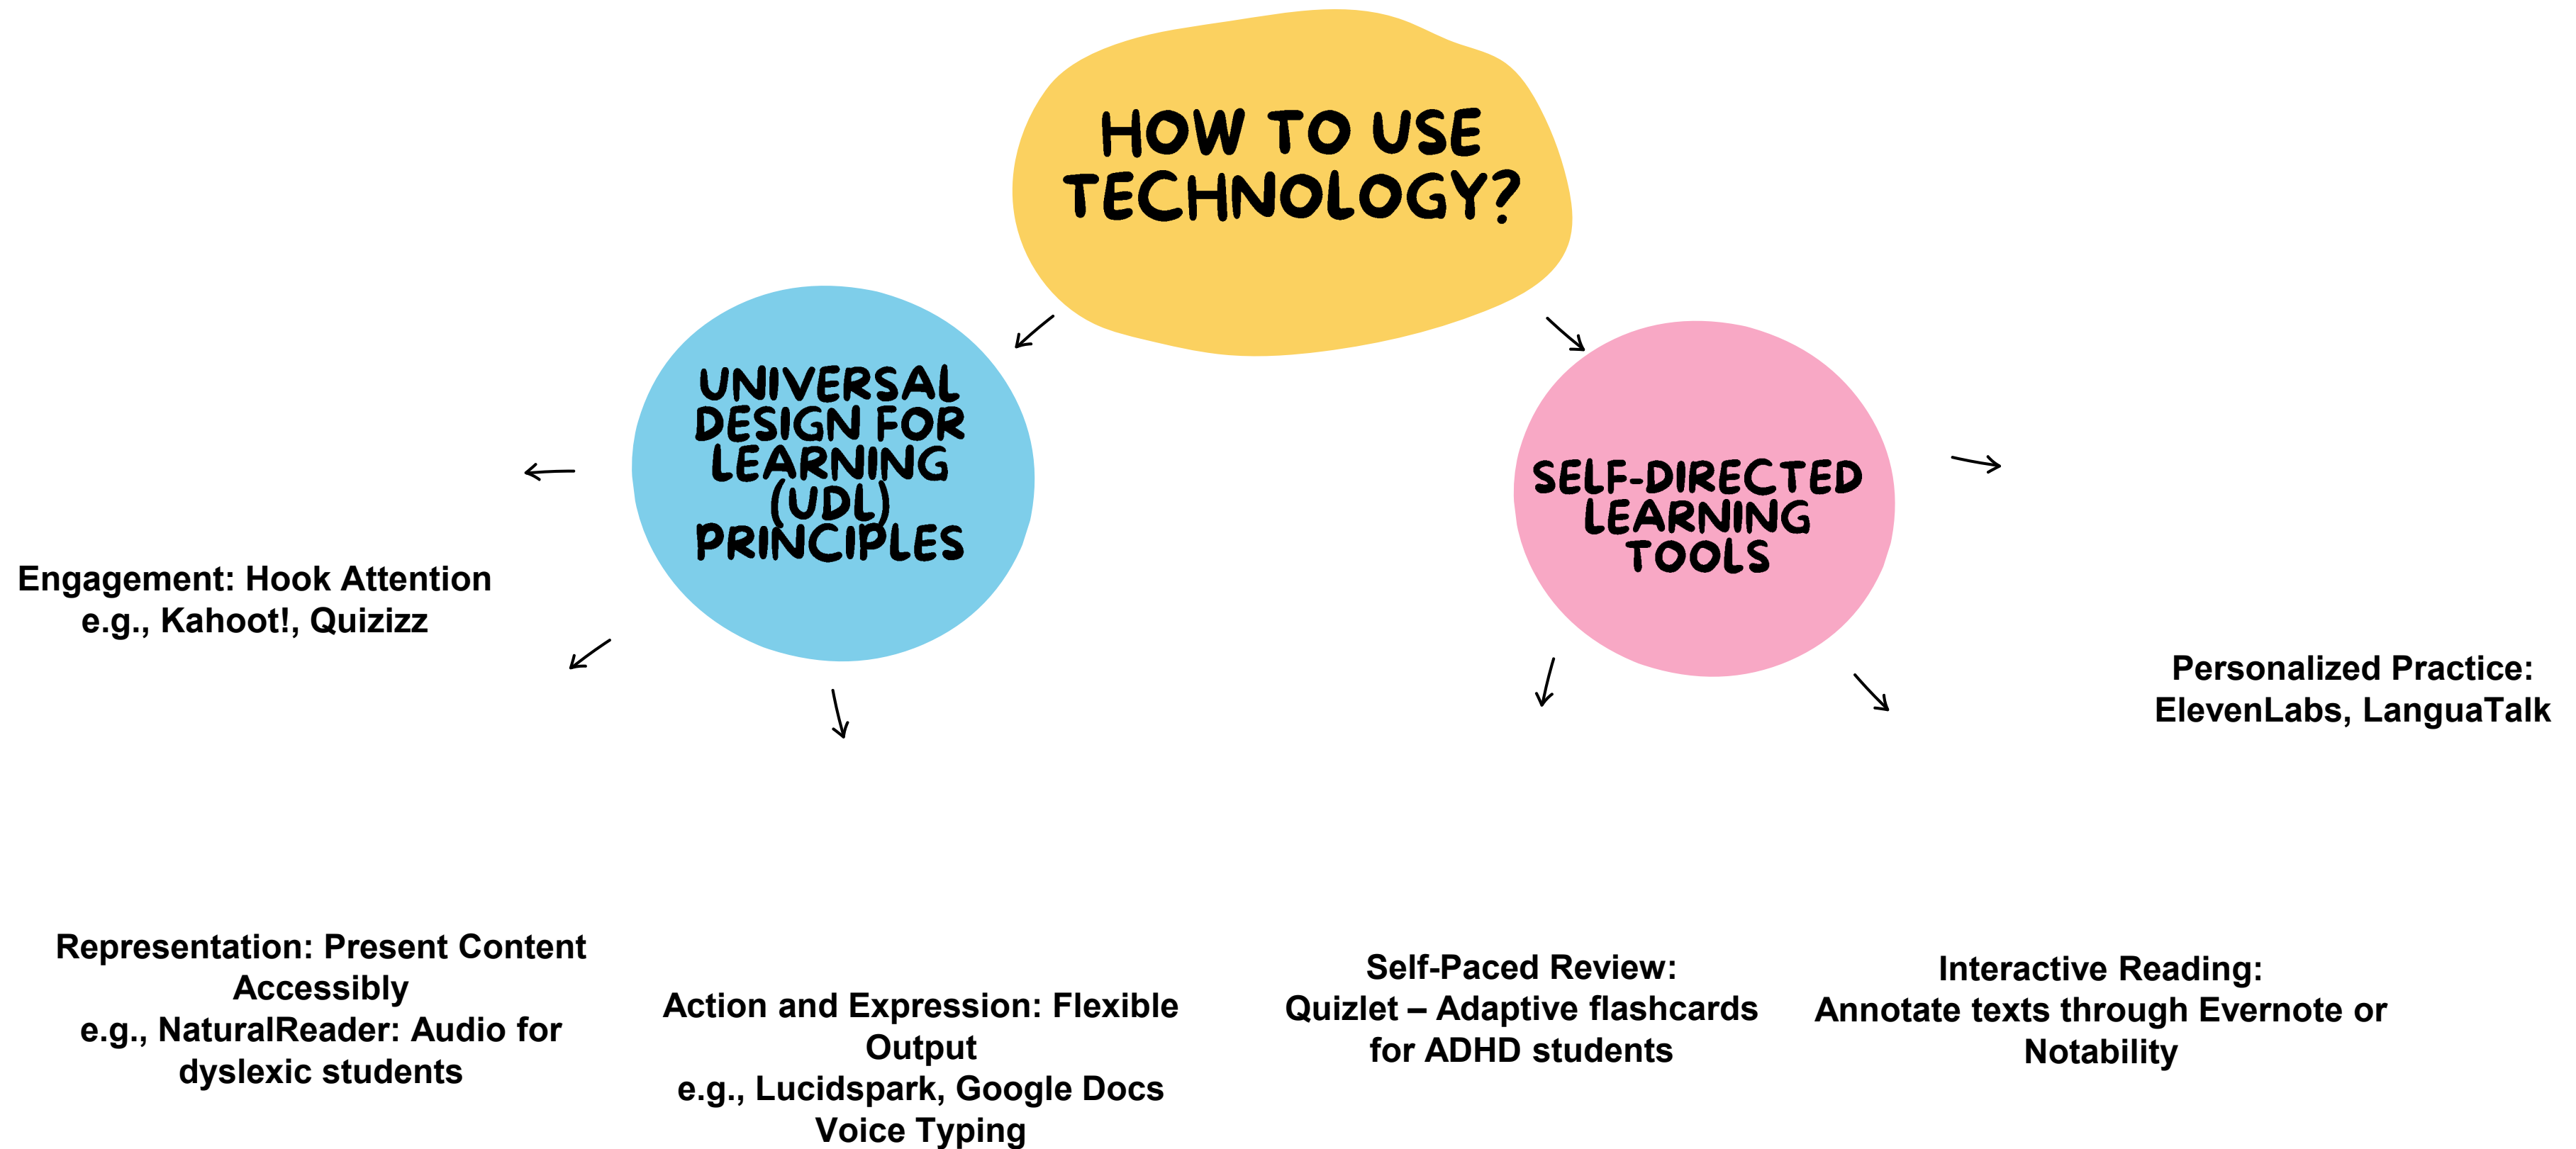 HOW TO USE
TECHNOLOGY?
UNIVERSAL
DESIGN FOR
LEARNING
(UDL)
PRINCIPLES
SELF-DIRECTED
LEARNING
TOOLS
Engagement: Hook Attention
e.g., Kahoot!, Quizizz
Representation: Present Content
Accessibly
e.g., NaturalReader: Audio for
dyslexic students
Action and Expression: Flexible
Output
e.g., Lucidspark, Google Docs
Voice Typing
Self-Paced Review:
Quizlet – Adaptive flashcards
for ADHD students
Interactive Reading:
Annotate texts through Evernote or
Notability
Personalized Practice:
ElevenLabs, LanguaTalk